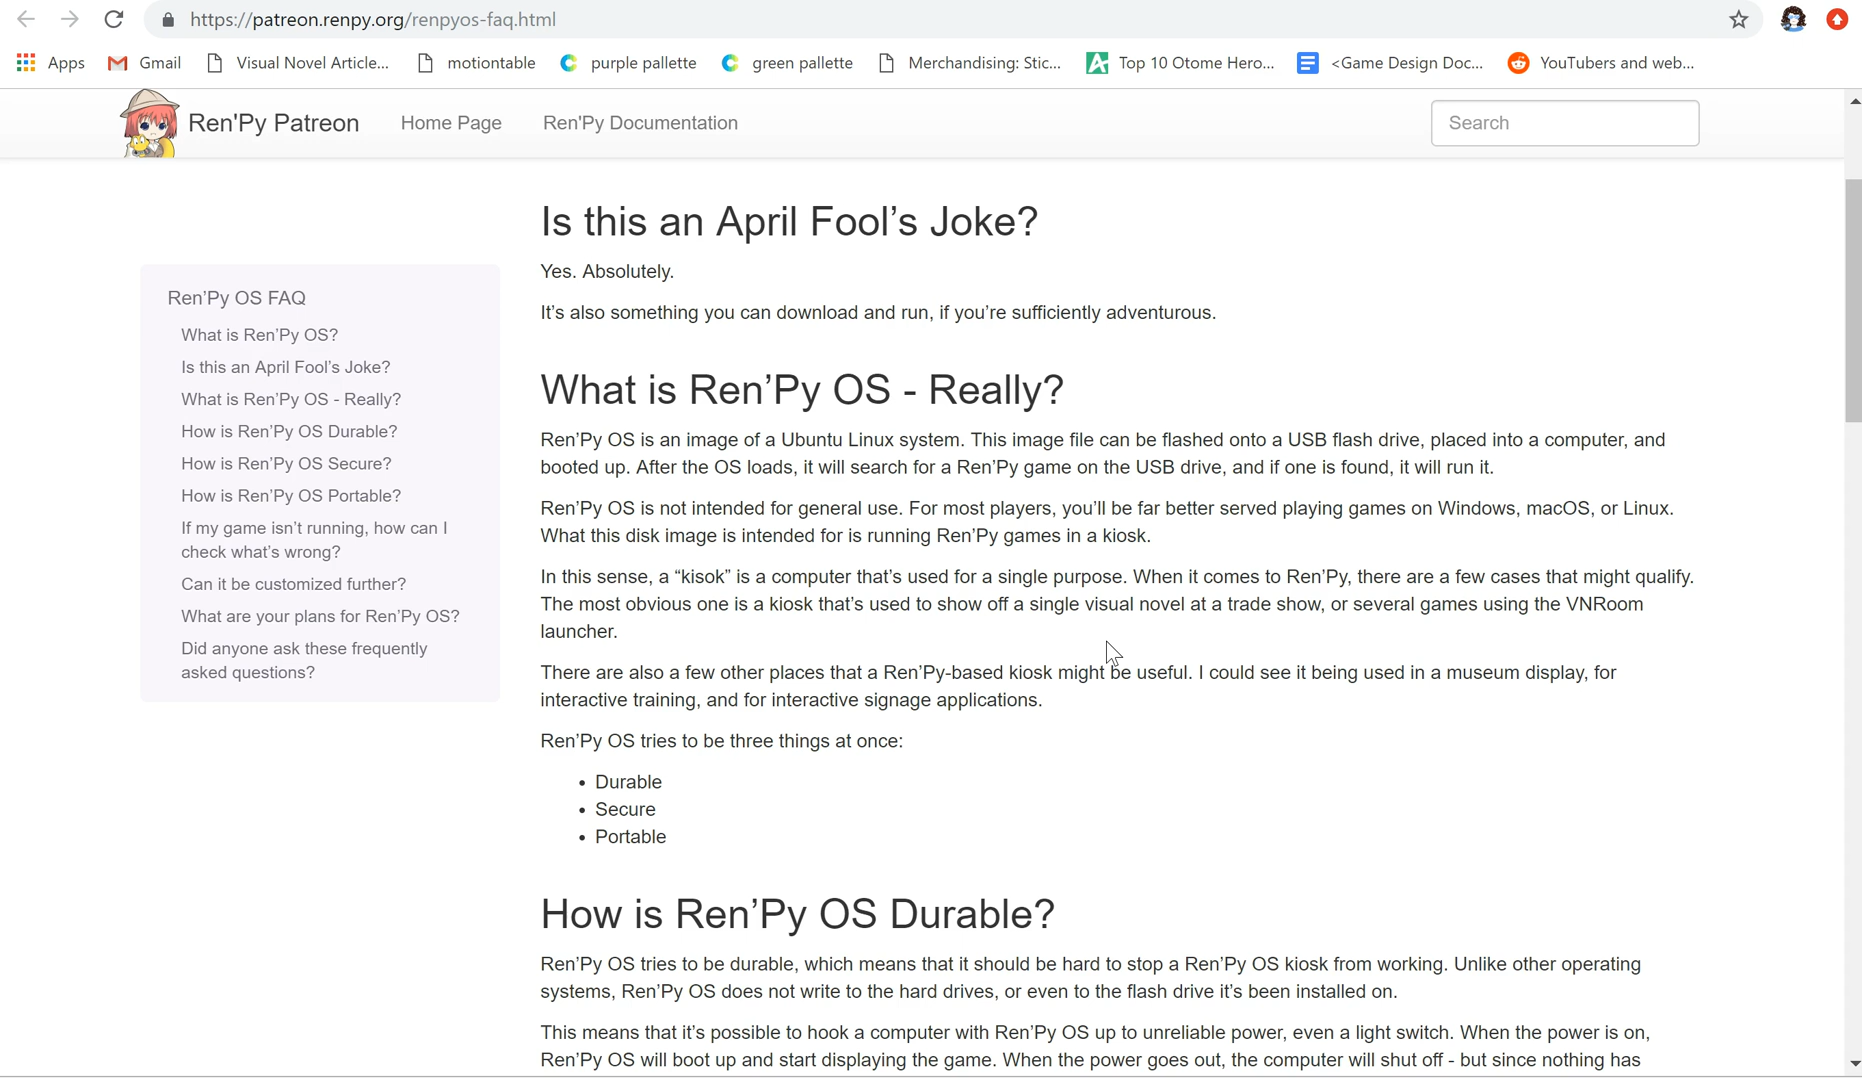 https://patreon.renpy.org/renpyos-faq.html
Apps
Gmail
Visual Novel Article...
motiontable
purple pallette
green pallette
Merchandising: Stic...
Top 10 Otome Hero...
<Game Design Doc...
YouTubers and web...
Ren'Py Patreon
Home Page
Ren'Py Documentation
Search
Ren’Py OS FAQ
What is Ren’Py OS?
Is this an April Fool’s Joke?
What is Ren’Py OS - Really?
How is Ren’Py OS Durable?
How is Ren’Py OS Secure?
How is Ren’Py OS Portable?
If my game isn’t running, how can I
check what’s wrong?
Can it be customized further?
What are your plans for Ren’Py OS?
Did anyone ask these frequently
asked questions?
Is this an April Fool’s Joke?
Yes. Absolutely.
It’s also something you can download and run, if you’re sufficiently adventurous.
What is Ren’Py OS - Really?
Ren’Py OS is an image of a Ubuntu Linux system. This image file can be flashed onto a USB flash drive, placed into a computer, and
booted up. After the OS loads, it will search for a Ren’Py game on the USB drive, and if one is found, it will run it.
Ren’Py OS is not intended for general use. For most players, you’ll be far better served playing games on Windows, macOS, or Linux.
What this disk image is intended for is running Ren’Py games in a kiosk.
In this sense, a “kisok” is a computer that’s used for a single purpose. When it comes to Ren’Py, there are a few cases that might qualify.
The most obvious one is a kiosk that’s used to show off a single visual novel at a trade show, or several games using the VNRoom
launcher.
There are also a few other places that a Ren’Py-based kiosk might be useful. I could see it being used in a museum display, for
interactive training, and for interactive signage applications.
Ren’Py OS tries to be three things at once:
• Durable
• Secure
• Portable
How is Ren’Py OS Durable?
Ren’Py OS tries to be durable, which means that it should be hard to stop a Ren’Py OS kiosk from working. Unlike other operating
systems, Ren’Py OS does not write to the hard drives, or even to the flash drive it’s been installed on.
This means that it’s possible to hook a computer with Ren’Py OS up to unreliable power, even a light switch. When the power is on,
Ren’Py OS will boot up and start displaying the game. When the power goes out, the computer will shut off - but since nothing has